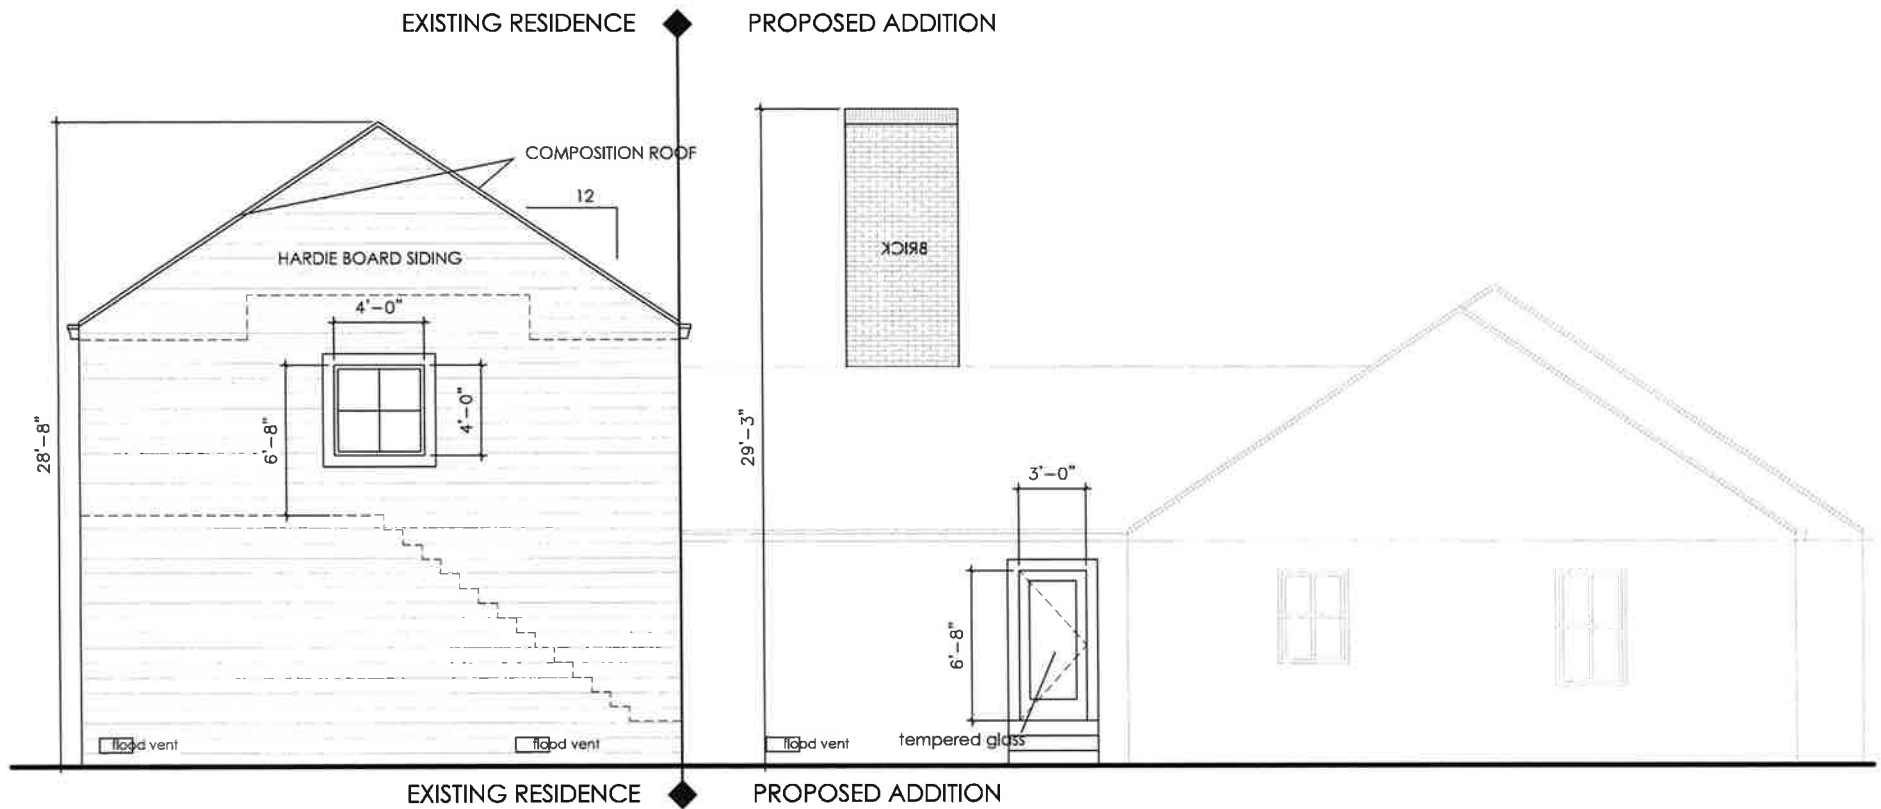 EXISTING RESIDENCE
PROPOSED ADDITION
COMPOSITION ROOF
12
HARDIE BOARD SIDING
BRICK
4'-0"
28'-8"
6'-8"
4'-0"
29'-3"
3'-0"
6'-8"
flood vent
flood vent
flood vent
tempered glass
EXISTING RESIDENCE
PROPOSED ADDITION